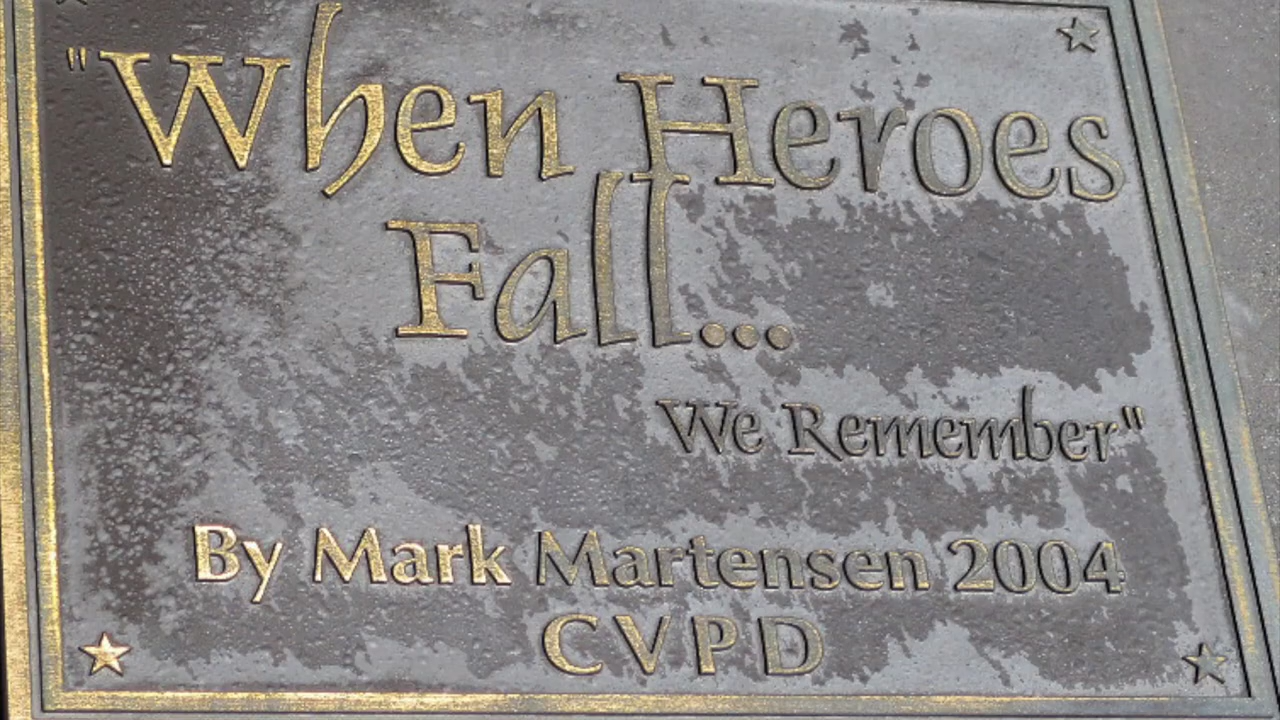 "When Heroes
Fall...
We Remember"
By Mark Martensen 2004
CVPD